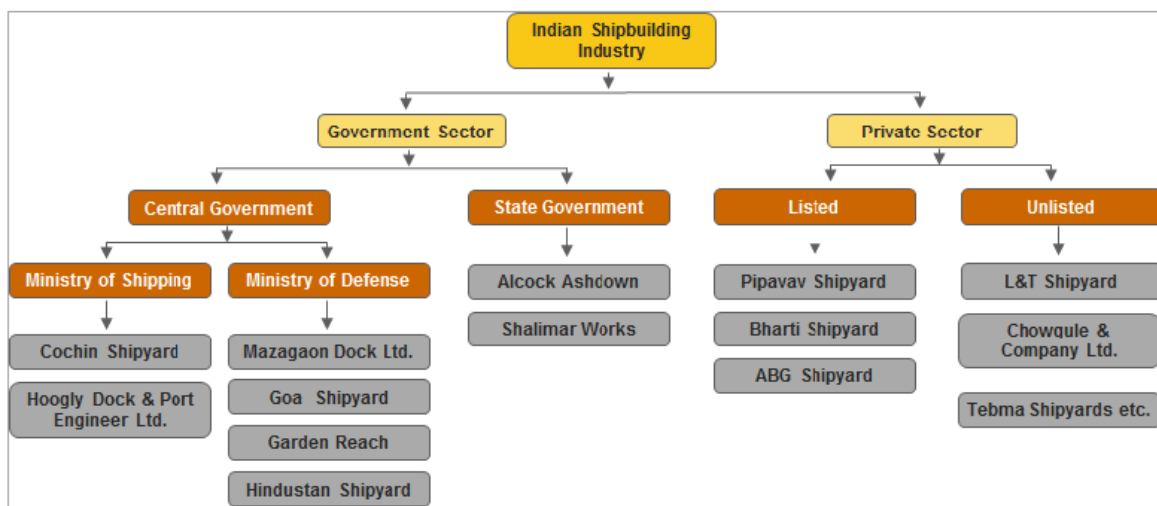 Indian Shipbuilding
Industry
Government Sector
Private Sector
Central Government
State Government
Listed
Unlisted
Ministry of Shipping
Ministry of Defense
Alcock Ashdown
Pipavav Shipyard
L&T Shipyard
Shalimar Works
Bharti Shipyard
Chowgule &
Company Ltd.
Cochin Shipyard
Mazagaon Dock Ltd.
ABG Shipyard
Hoogly Dock & Port
Engineer Ltd.
Goa Shipyard
Tebma Shipyards etc.
Garden Reach
Hindustan Shipyard